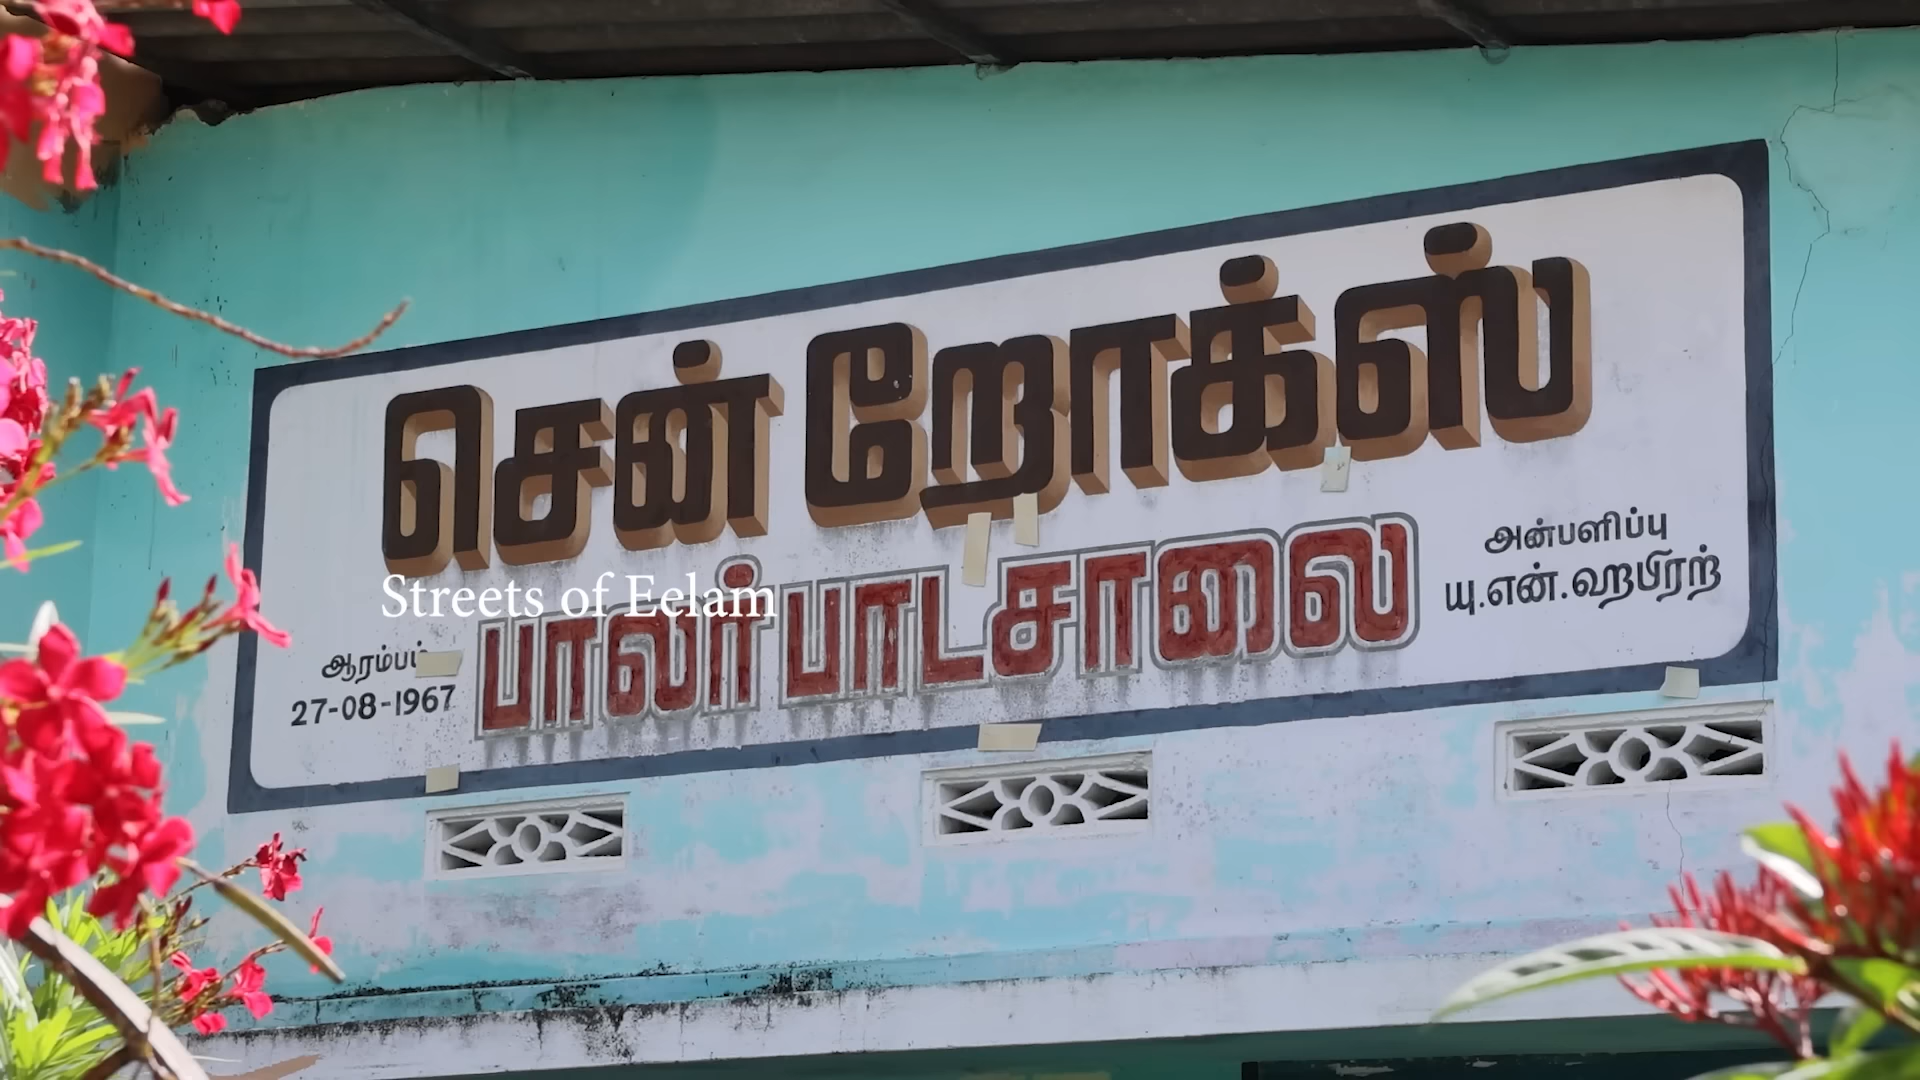 சென் றோக்ஸ்
Streets of Eelam
பாலர் பாடசாலை
ஆரம்பம்
27-08-1967
அன்பளிப்பு
யு.என்.ஹபிரற்